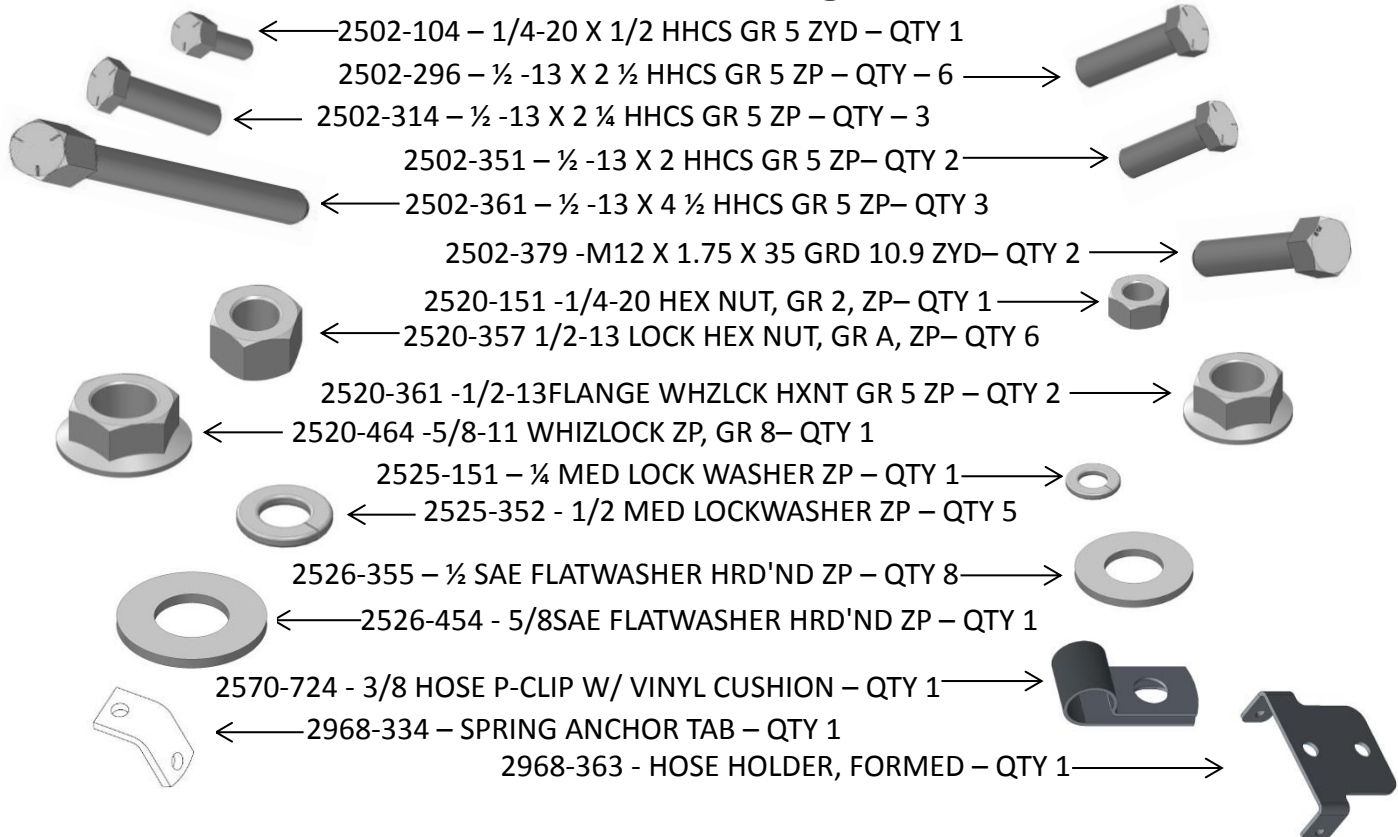 2502-104 – 1/4-20 X 1/2 HHCS GR 5 ZYD – QTY 1
2502-296 – ½ -13 X 2 ½ HHCS GR 5 ZP – QTY – 6
2502-314 – ½ -13 X 2 ¼ HHCS GR 5 ZP – QTY – 3
2502-351 – ½ -13 X 2 HHCS GR 5 ZP– QTY 2
2502-361 – ½ -13 X 4 ½ HHCS GR 5 ZP– QTY 3
2502-379 -M12 X 1.75 X 35 GRD 10.9 ZYD– QTY 2
2520-151 -1/4-20 HEX NUT, GR 2, ZP– QTY 1
2520-357 1/2-13 LOCK HEX NUT, GR A, ZP– QTY 6
2520-361 -1/2-13FLANGE WHZLCK HXNT GR 5 ZP – QTY 2
2520-464 -5/8-11 WHIZLOCK ZP, GR 8– QTY 1
2525-151 – ¼ MED LOCK WASHER ZP – QTY 1
2525-352 - 1/2 MED LOCKWASHER ZP – QTY 5
2526-355 – ½ SAE FLATWASHER HRD'ND ZP – QTY 8
2526-454 - 5/8SAE FLATWASHER HRD'ND ZP – QTY 1
2570-724 - 3/8 HOSE P-CLIP W/ VINYL CUSHION – QTY 1
2968-334 – SPRING ANCHOR TAB – QTY 1
2968-363 - HOSE HOLDER, FORMED – QTY 1